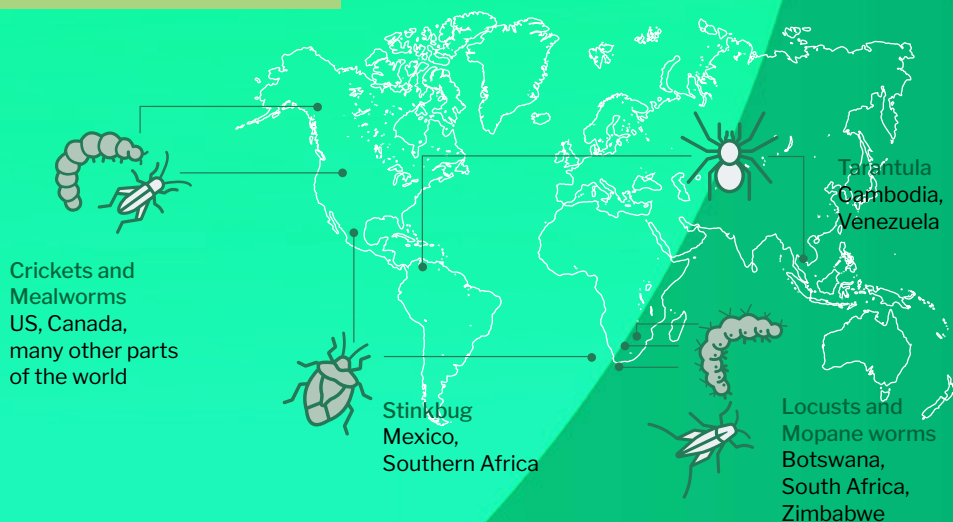 Tarantula
Cambodia,
Venezuela
Crickets and
Mealworms
US, Canada,
many other parts
of the world
Stinkbug
Mexico,
Southern Africa
Locusts and
Mopane worms
Botswana,
South Africa,
Zimbabwe